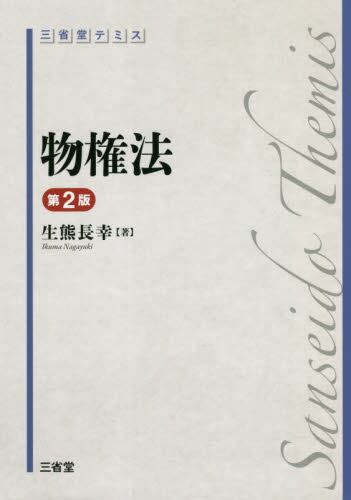 三省堂テミス
物権法
第2版
生熊長幸【著】
Ikuma Nagayuki
Sanseido Themis
三省堂